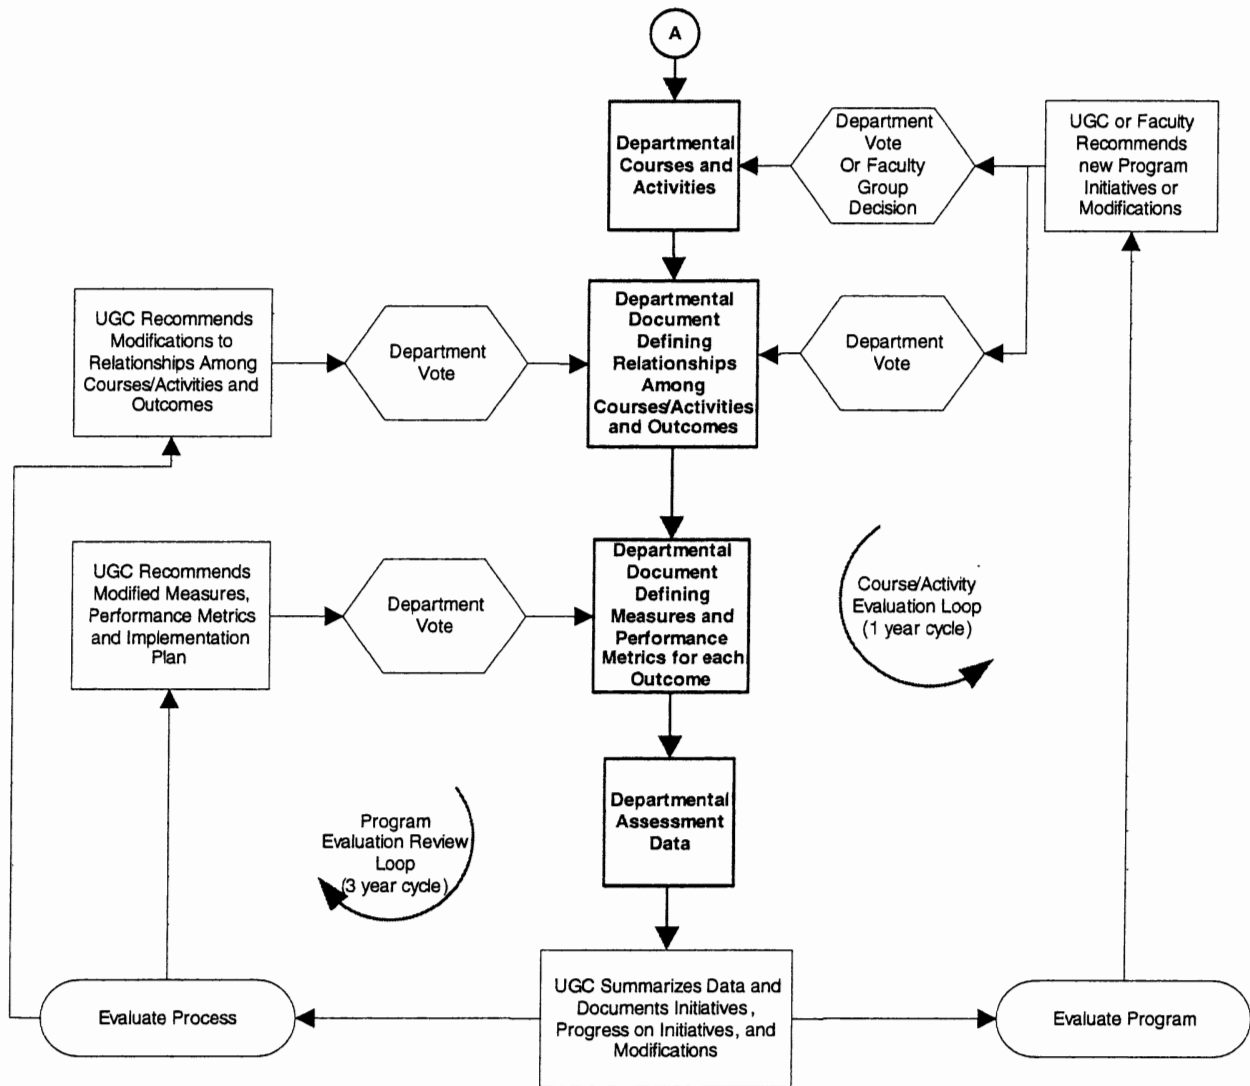 A
Departmental
Courses and
Activities
Department
Vote
Or Faculty
Group
Decision
UGC or Faculty
Recommends
new Program
Initiatives or
Modifications
UGC Recommends
Modifications to
Relationships Among
Courses/Activities and
Outcomes
Department
Vote
Departmental
Document
Defining
Relationships
Among
Courses/Activities
and Outcomes
Department
Vote
UGC Recommends
Modified Measures,
Performance Metrics
and Implementation
Plan
Department
Vote
Departmental
Document
Defining
Measures and
Performance
Metrics for each
Outcome
Course/Activity
Evaluation Loop
(1 year cycle)
Program
Evaluation Review
Loop
(3 year cycle)
Departmental
Assessment
Data
Evaluate Process
UGC Summarizes Data and
Documents Initiatives,
Progress on Initiatives, and
Modifications
Evaluate Program